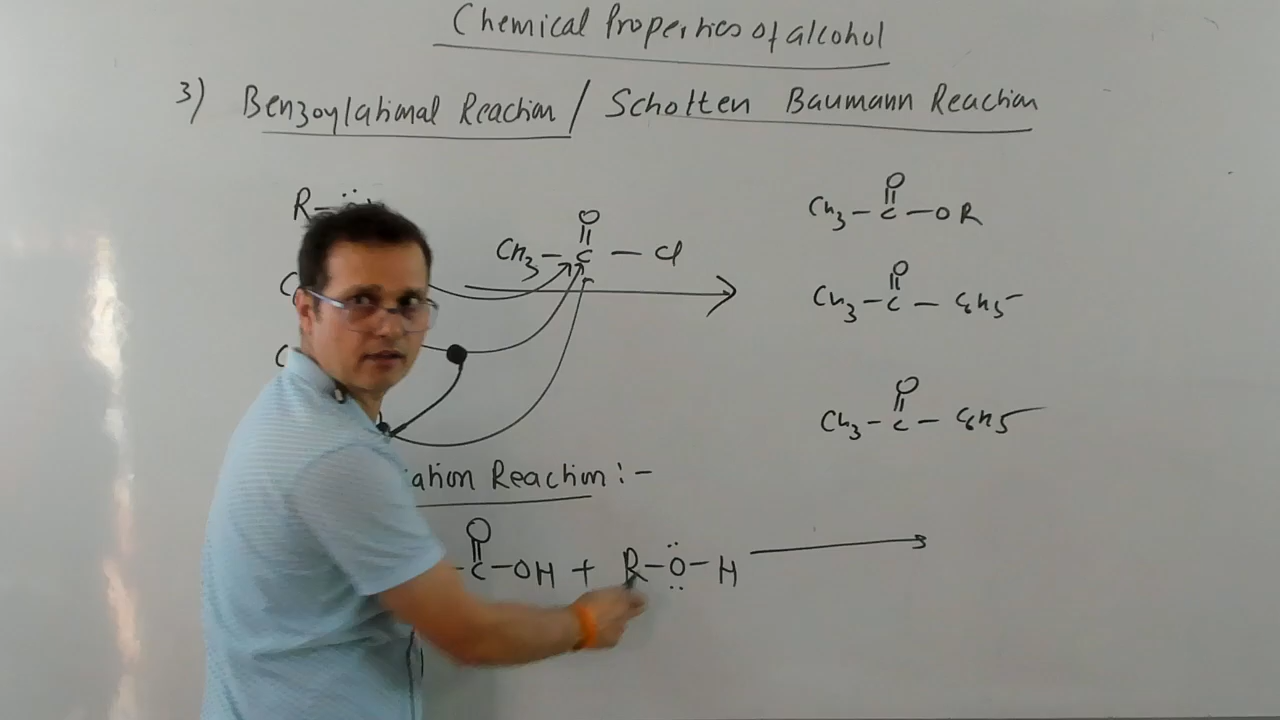 Chemical Properties of alcohol
3) Benzoylational Reaction / Schotten Baumann Reaction
R-
O
||
CH3-C-Cl
O
||
CH3-C-OR
O
||
CH3-C-C6H5-
O
||
CH3-C-C6H5
ation Reaction:-
O
||
-C-OH + R-Ö-H